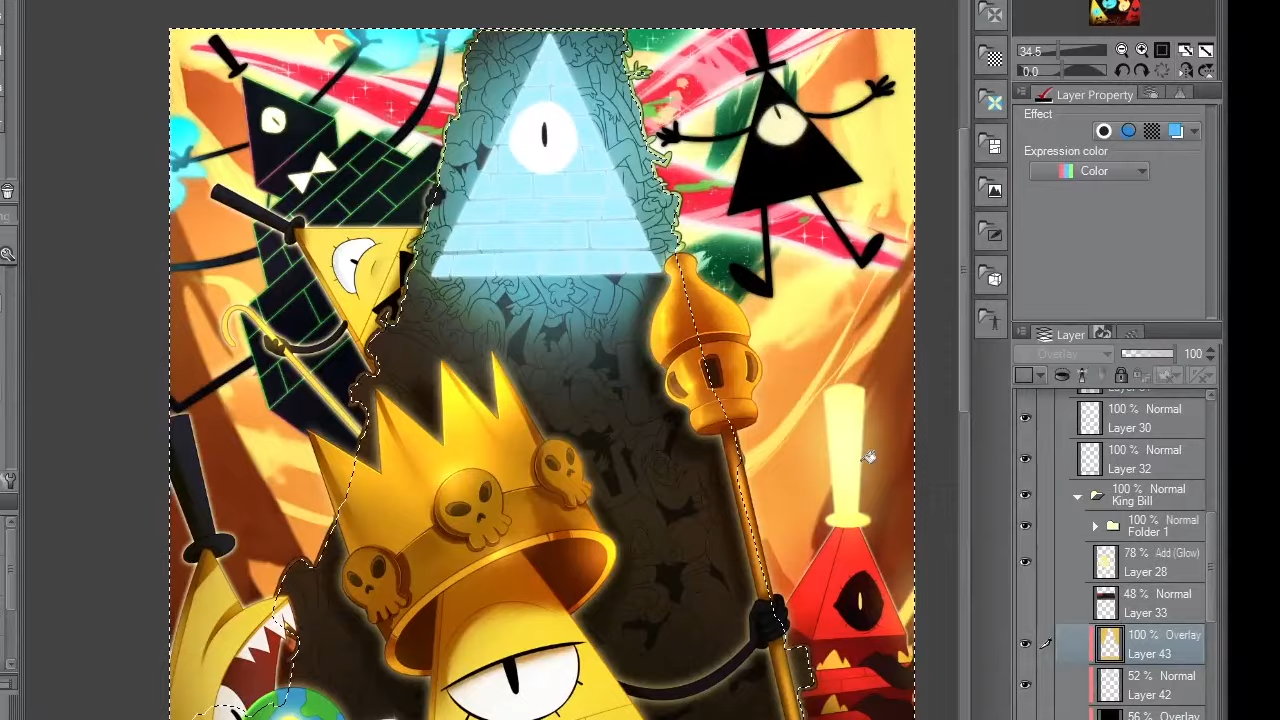 34.5
0.0
Layer Property
Effect
Expression color
Color
Layer
Overlay
100
100 % Normal
Layer 30
100 % Normal
Layer 32
100 % Normal
King Bill
100 % Normal
Folder 1
78 % Add (Glow)
Layer 28
48 % Normal
Layer 33
100 % Overlay
Layer 43
52 % Normal
Layer 42
56 % Overlay